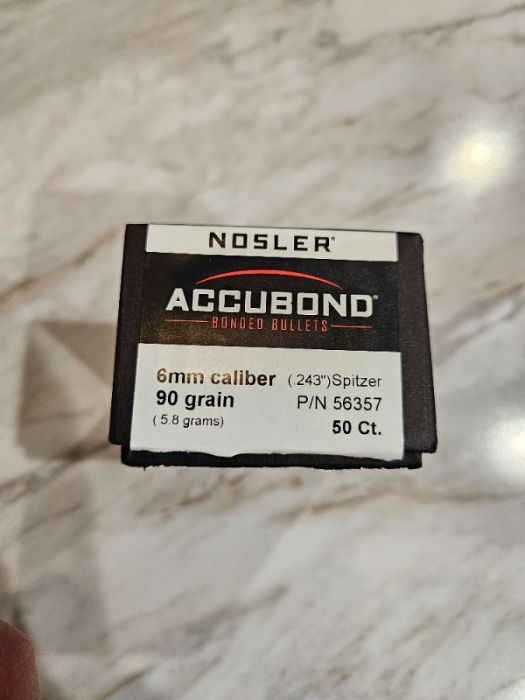 NOSLER®
ACCUBOND®
BONDED BULLETS
6mm caliber (.243")Spitzer
90 grain P/N 56357
( 5.8 grams) 50 Ct.